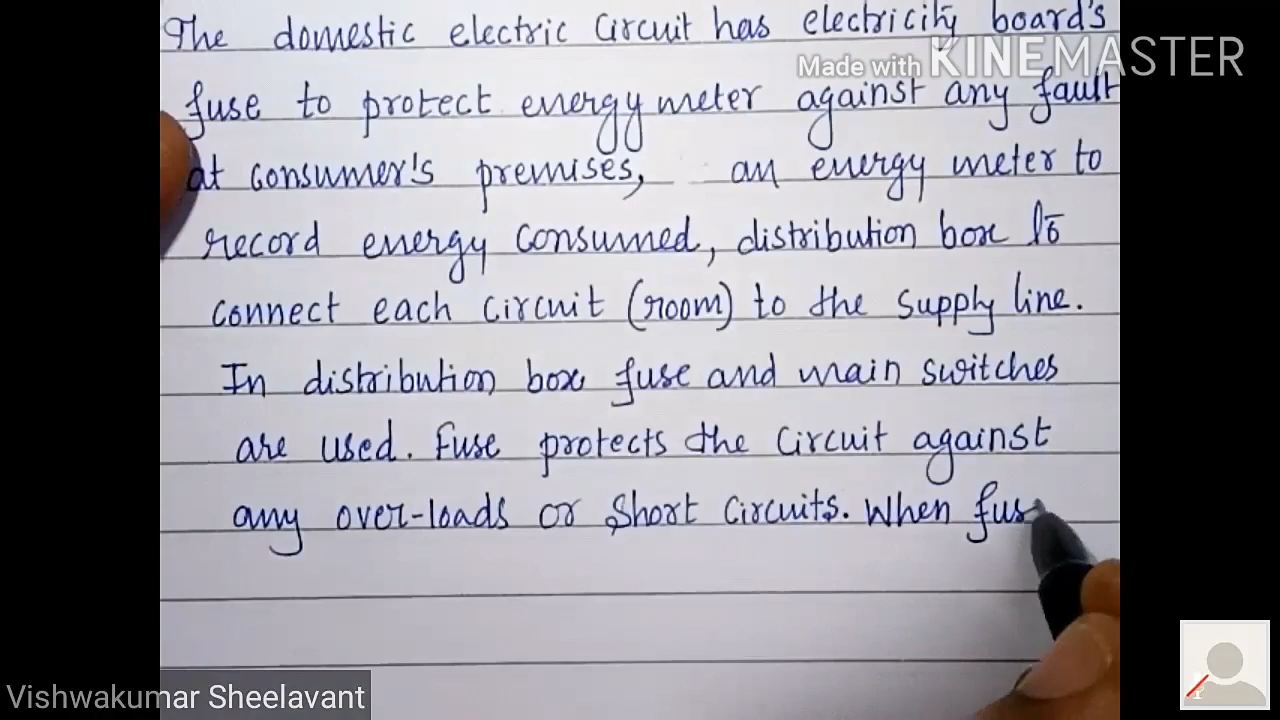 The domestic electric Circuit has electricity board's
Made with KINEMASTER
fuse to protect energy meter against any fault
at consumer's premises, an energy meter to
record energy consumed, distribution box to
connect each circuit (room) to the supply line.
In distribution box fuse and main switches
are used. Fuse protects the circuit against
any over-loads or short circuits. When fus
Vishwakumar Sheelavant